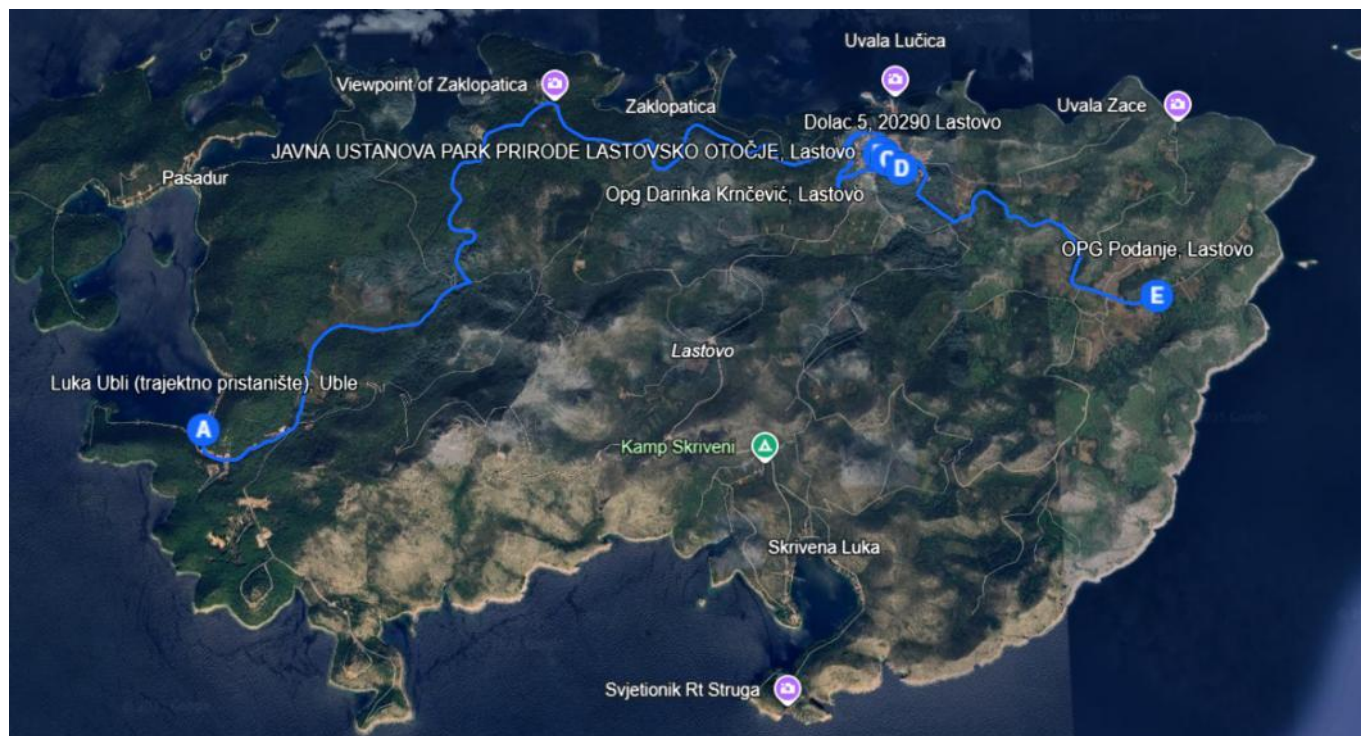 Uvala Lučica
Viewpoint of Zaklopatica
Zaklopatica
Uvala Zace
Dolac 5, 20290 Lastovo
JAVNA USTANOVA PARK PRIRODE LASTOVSKO OTOČJE, Lastovo
C
D
Pasadur
Opg Darinka Krnčević, Lastovo
OPG Podanje, Lastovo
E
Lastovo
Luka Ubli (trajektno pristanište), Uble
A
Kamp Skriveni
Skrivena Luka
Svjetionik Rt Struga